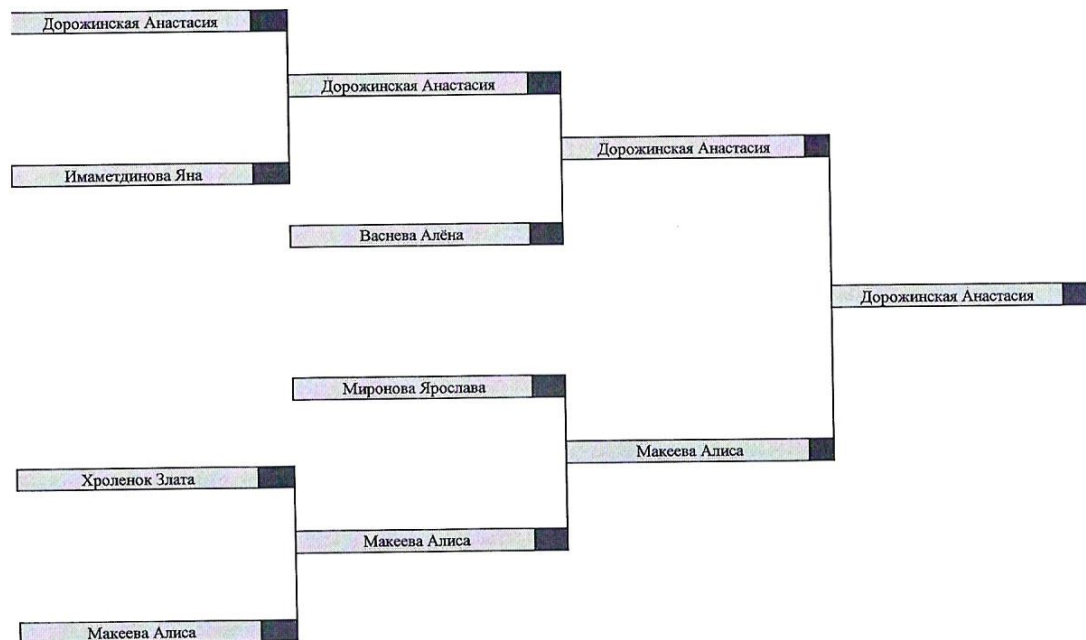 Дорожинская Анастасия
Дорожинская Анастасия
Дорожинская Анастасия
Имаметдинова Яна
Васнева Алёна
Дорожинская Анастасия
Миронова Ярослава
Макеева Алиса
Хроленок Злата
Макеева Алиса
Макеева Алиса